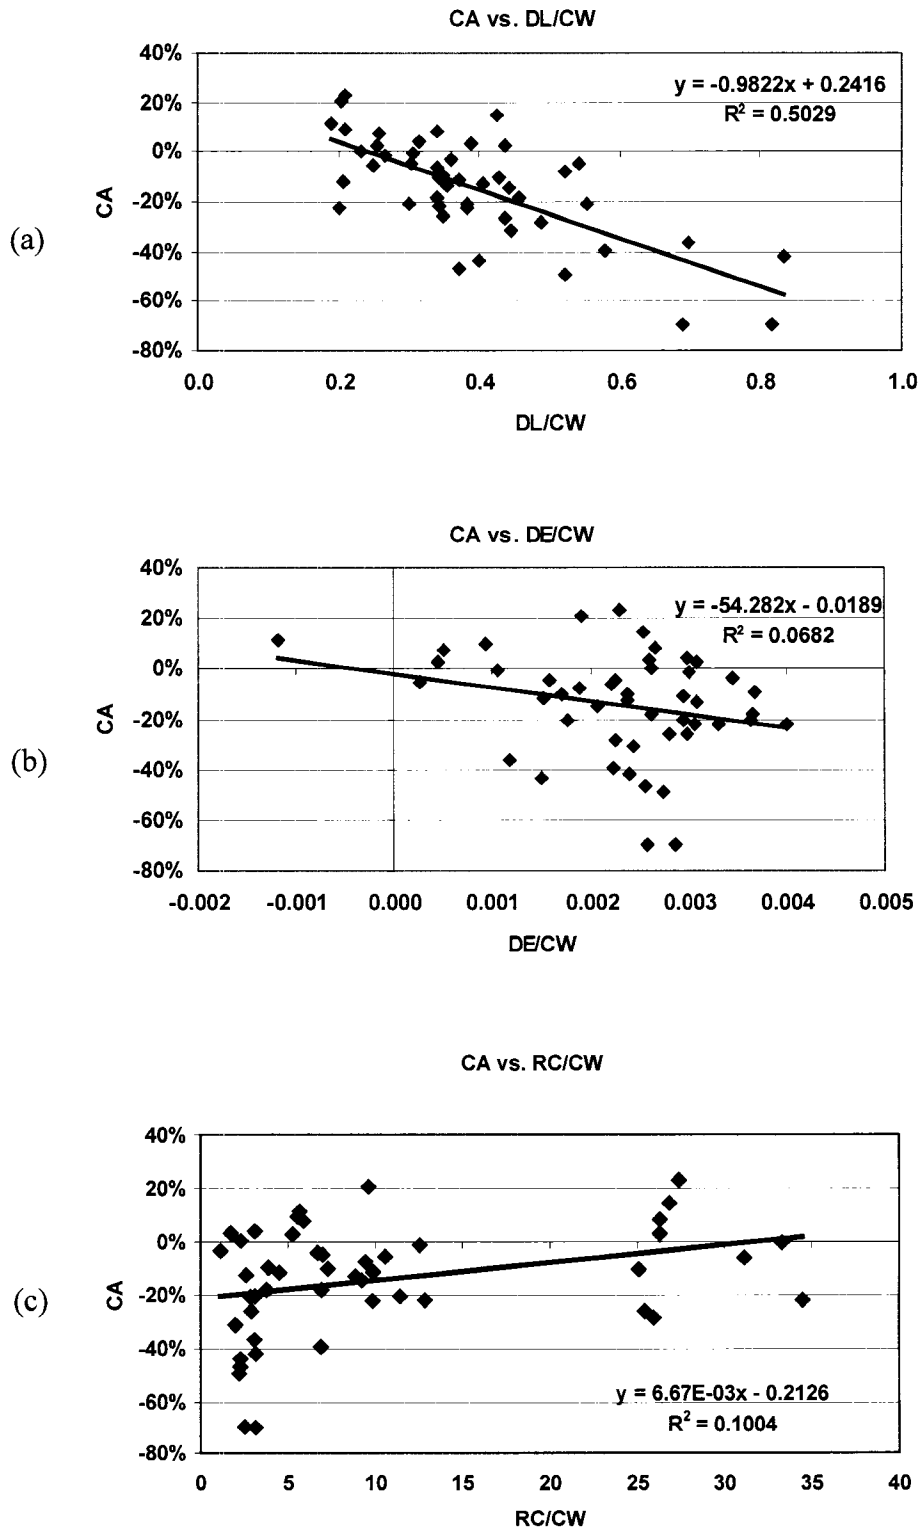 CA vs. DL/CW
40%
20%
0%
-20%
-40%
-60%
-80%
CA
(a)
y = -0.9822x + 0.2416
R² = 0.5029
0.0 0.2 0.4 0.6 0.8 1.0
DL/CW
CA vs. DE/CW
40%
20%
0%
-20%
-40%
-60%
-80%
CA
(b)
y = -54.282x - 0.0189
R² = 0.0682
-0.002 -0.001 0.000 0.001 0.002 0.003 0.004 0.005
DE/CW
CA vs. RC/CW
40%
20%
0%
-20%
-40%
-60%
-80%
CA
(c)
y = 6.67E-03x - 0.2126
R² = 0.1004
0 5 10 15 20 25 30 35 40
RC/CW